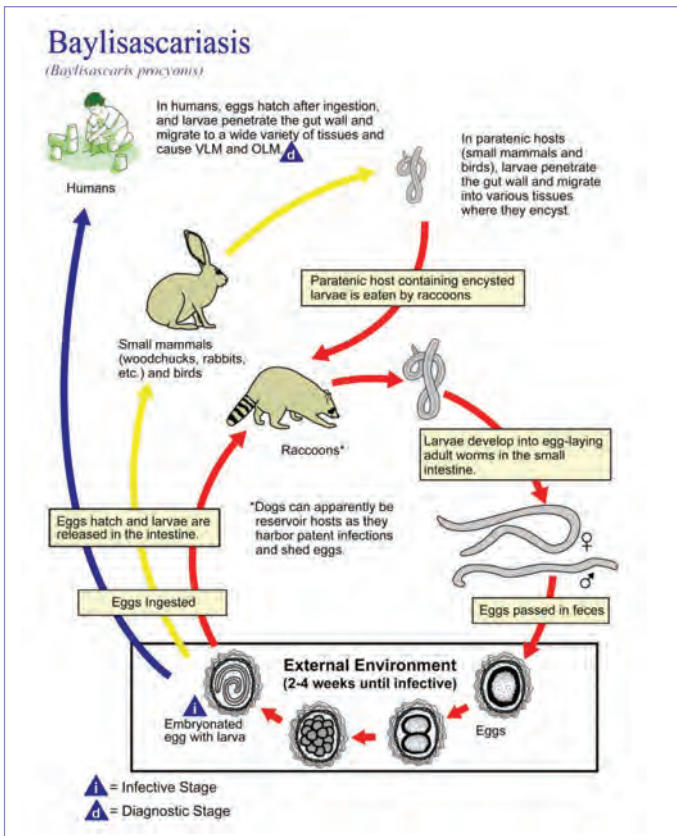 Baylisascariasis
(Baylisascaris procyonis)
In humans, eggs hatch after ingestion,
and larvae penetrate the gut wall and
migrate to a wide variety of tissues and
cause VLM and OLM. d
Humans
In paratenic hosts
(small mammals and
birds), larvae penetrate
the gut wall and migrate
into various tissues
where they encyst.
Paratenic host containing encysted
larvae is eaten by raccoons
Small mammals
(woodchucks, rabbits,
etc.) and birds
Raccoons*
Larvae develop into egg-laying
adult worms in the small
intestine.
*Dogs can apparently be
reservoir hosts as they
harbor patent infections
and shed eggs.
Eggs hatch and larvae are
released in the intestine.
♀
♂
Eggs Ingested
Eggs passed in feces
External Environment
(2-4 weeks until infective)
i
Embryonated
egg with larva
Eggs
i = Infective Stage
d = Diagnostic Stage